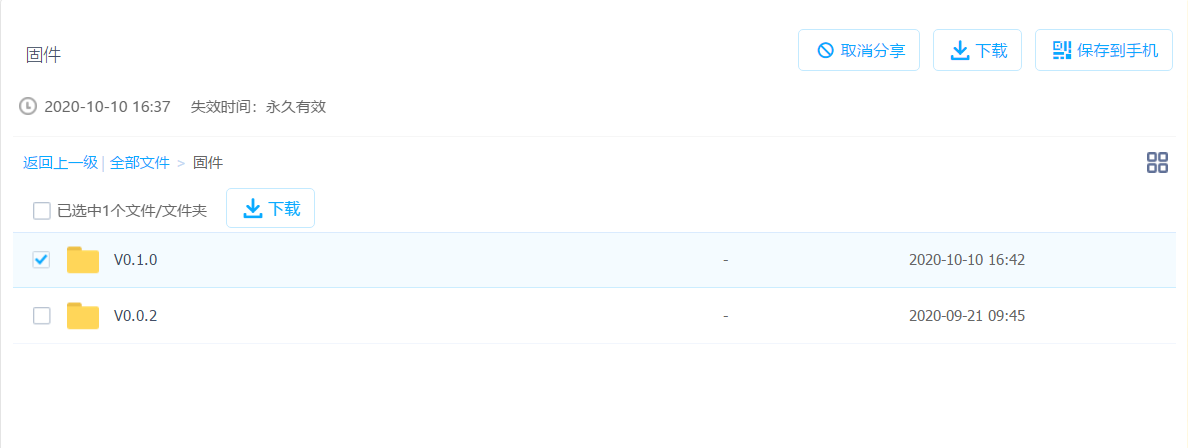 固件
取消分享 下载 保存到手机
2020-10-10 16:37 失效时间：永久有效
返回上一级 | 全部文件 > 固件
已选中1个文件/文件夹 下载
V0.1.0 - 2020-10-10 16:42
V0.0.2 - 2020-09-21 09:45